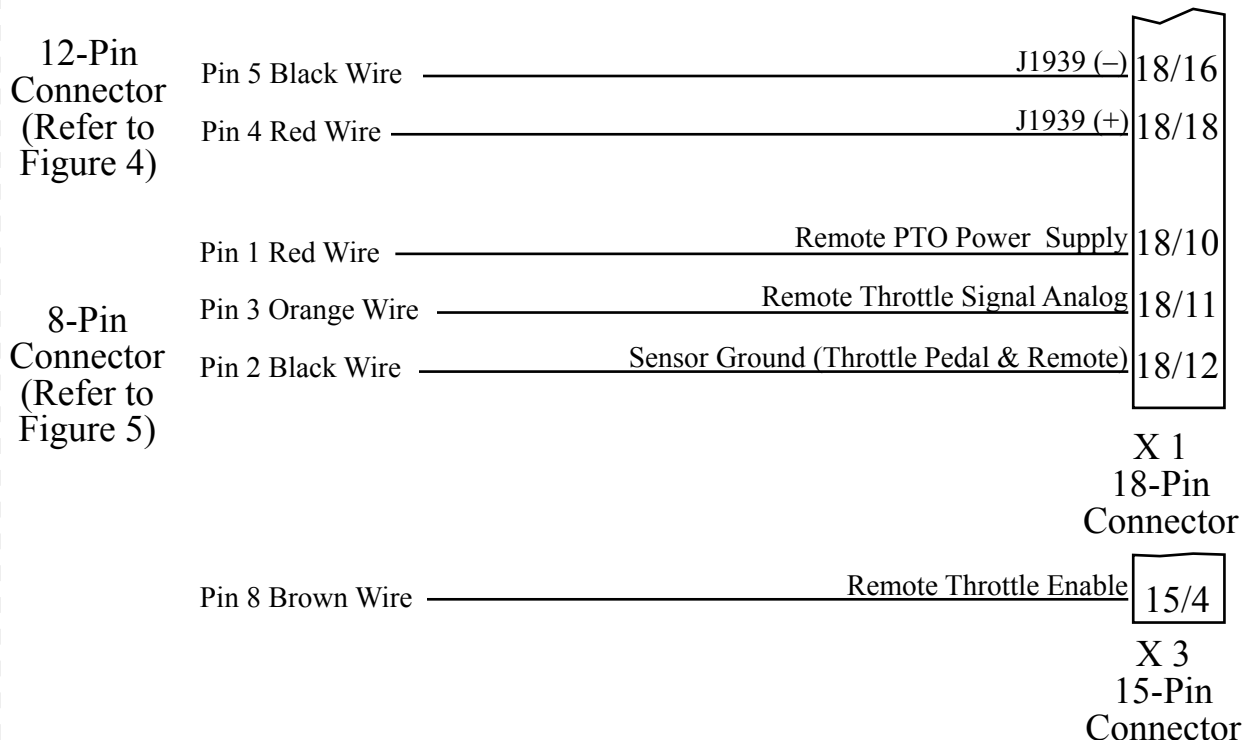 12-Pin
Connector
(Refer to
Figure 4)
Pin 5 Black Wire J1939 (–) 18/16
Pin 4 Red Wire J1939 (+) 18/18
8-Pin
Connector
(Refer to
Figure 5)
Pin 1 Red Wire Remote PTO Power Supply 18/10
Pin 3 Orange Wire Remote Throttle Signal Analog 18/11
Pin 2 Black Wire Sensor Ground (Throttle Pedal & Remote) 18/12
X 1
18-Pin
Connector
Pin 8 Brown Wire Remote Throttle Enable 15/4
X 3
15-Pin
Connector